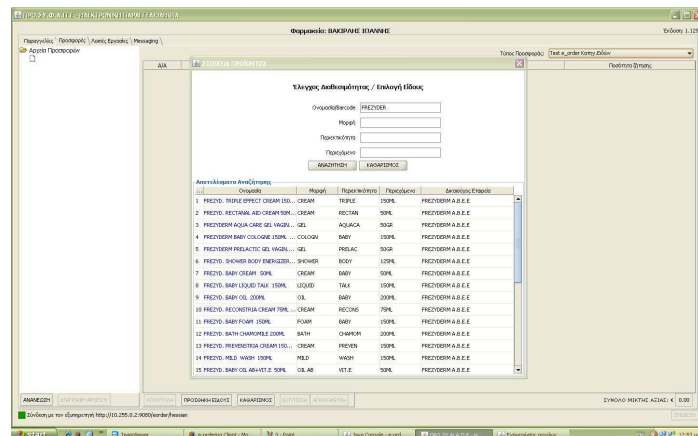 Φαρμακείο: ΒΑΚΙΡΛΗΣ ΙΩΑΝΝΗΣ
Έκδοση: 1.129
Παραγγελίες Προσφορές Λοιπές Εργασίες Messaging
Αρχεία Προσφορών
Τύπος Προσφοράς: Test e_order Κατηγ.Ειδών
Α/Α
Ποσότητα ζήτησης
ΣΤΟΙΧΕΙΑ ΠΡΟΪΟΝΤΟΣ
Έλεγχος Διαθεσιμότητας / Επιλογή Είδους
Ονομασία/Barcode FREZYDER
Μορφή
Περιεκτικότητα
Περιεχόμενο
ΑΝΑΖΗΤΗΣΗ ΚΑΘΑΡΙΣΜΟΣ
Αποτελέσματα Αναζήτησης
... Ονομασία Μορφή Περιεκτικότητα Περιεχόμενο Δικαιούχος Εταιρεία
1 FREZYD. TRIPLE EFFECT CREAM 150... CREAM TRIPLE 150ML FREZYDERM A.B.E.E
2 FREZYD. RECTANAL AID CREAM 50M... CREAM RECTAN 50ML FREZYDERM A.B.E.E
3 FREZYDERM AQUA CARE GEL VAGIN... GEL AQUACA 50GR FREZYDERM A.B.E.E
4 FREZYDERM BABY COLOGNE 150ML ... COLOGN BABY 150ML FREZYDERM A.B.E.E
5 FREZYDERM PRELACTIC GEL VAGIN... GEL PRELAC 50GR FREZYDERM A.B.E.E
6 FREZYD. SHOWER BODY ENERGIZER... SHOWER BODY 125ML FREZYDERM A.B.E.E
7 FREZYD. BABY CREAM 50ML CREAM BABY 50ML FREZYDERM A.B.E.E
8 FREZYD. BABY LIQUID TALK 150ML LIQUID TALK 150ML FREZYDERM A.B.E.E
9 FREZYD. BABY OIL 200ML OIL BABY 200ML FREZYDERM A.B.E.E
10 FREZYD. RECONSTRIA CREAM 75ML ... CREAM RECONS 75ML FREZYDERM A.B.E.E
11 FREZYD. BABY FOAM 150ML FOAM BABY 150ML FREZYDERM A.B.E.E
12 FREZYD. BATH CHAMOMILE 200ML BATH CHAMOM 200ML FREZYDERM A.B.E.E
13 FREZYD. PREVENSTRIA CREAM 150... CREAM PREVEN 150ML FREZYDERM A.B.E.E
14 FREZYD. MILD WASH 150ML MILD WASH 150ML FREZYDERM A.B.E.E
15 FREZYD. BABY OIL AB+VIT.E 50ML OIL AB VIT.E 50ML FREZYDERM A.B.E.E
ΑΝΑΝΕΩΣΗ ΠΡΟΣΘΗΚΗ ΕΙΔΟΥΣ ΚΑΘΑΡΙΣΜΟΣ ΣΥΝΟΛΟ ΜΙΚΤΗΣ ΑΞΙΑΣ: € 0.00
Σύνδεση με τον εξυπηρετητή http://10.255.0.2:9080/eorder/hessian